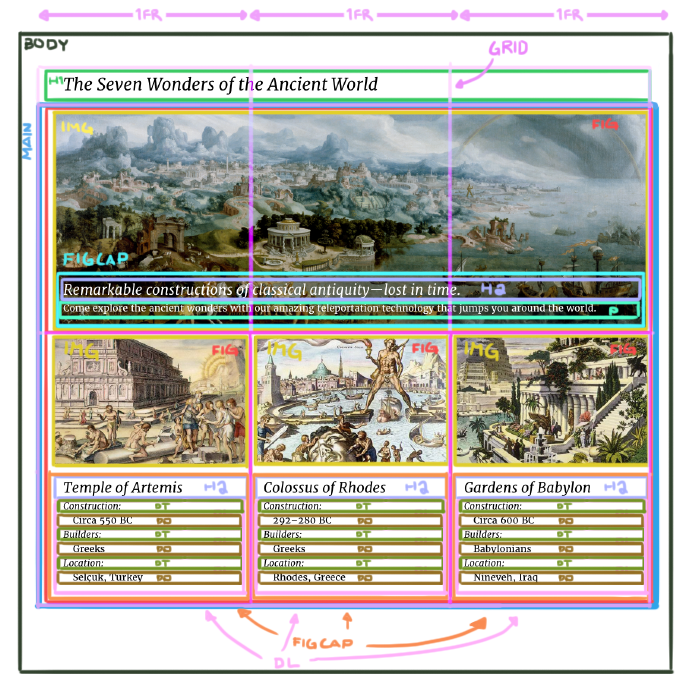 1FR 1FR 1FR
BODY
GRID
H1 The Seven Wonders of the Ancient World
MAIN
IMG FIG
FIGCAP
Remarkable constructions of classical antiquity—lost in time. H2
Come explore the ancient wonders with our amazing teleportation technology that jumps you around the world. P
IMG FIG IMG FIG IMG FIG
Temple of Artemis H2 Colossus of Rhodes H2 Gardens of Babylon H2
Construction: DT Construction: DT Construction: DT
Circa 550 BC DD 292–280 BC DD Circa 600 BC DD
Builders: DT Builders: DT Builders: DT
Greeks DD Greeks DD Babylonians DD
Location: DT Location: DT Location: DT
Selçuk, Turkey DD Rhodes, Greece DD Nineveh, Iraq DD
FIGCAP
DL